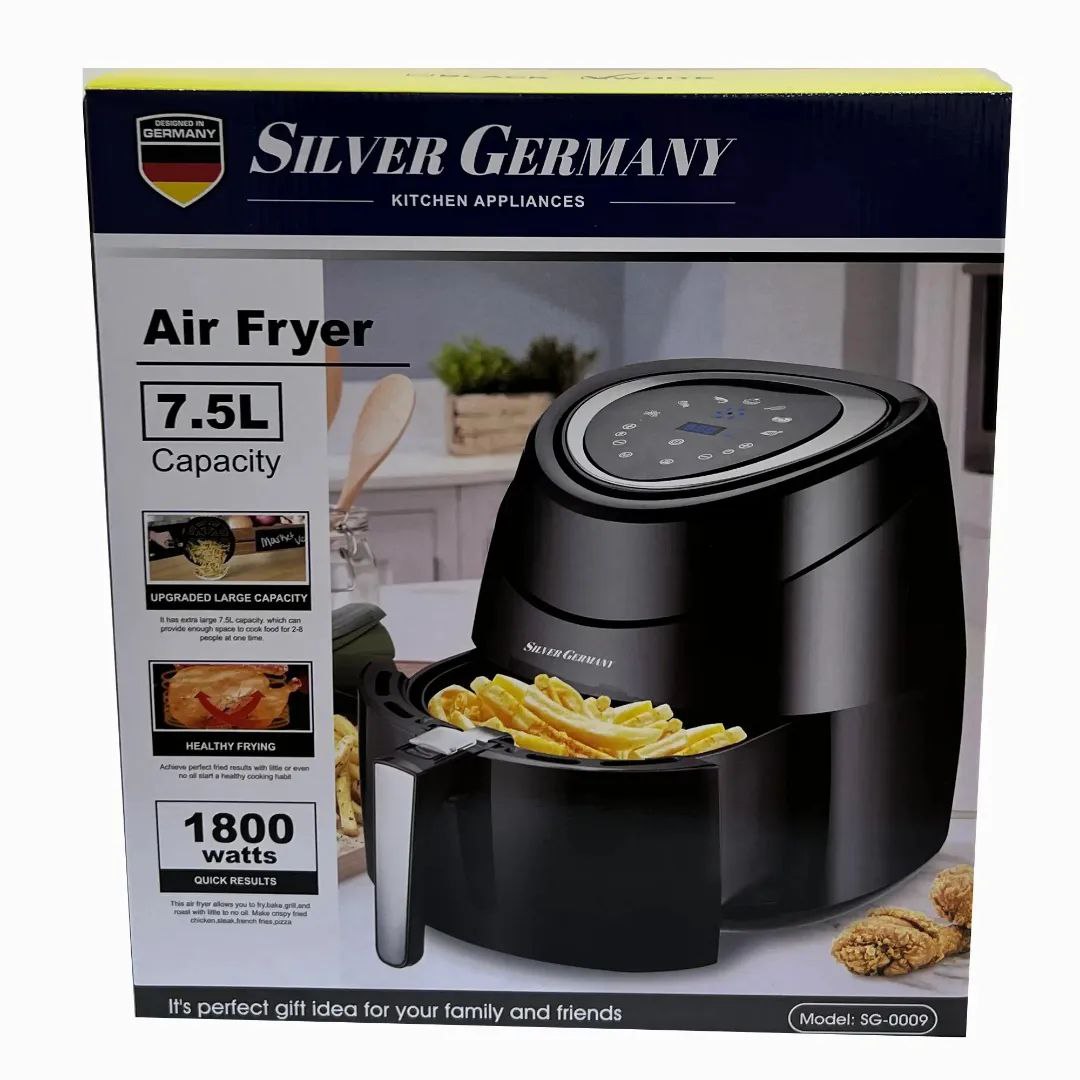 BLACK WHITE
DESIGNED IN
GERMANY
SILVER GERMANY
KITCHEN APPLIANCES
Air Fryer
7.5L
Capacity
Market
UPGRADED LARGE CAPACITY
It has extra large 7.5L capacity, which can
provide enough space to cook food for 2-8
people at one time.
HEALTHY FRYING
Achieve perfect fried results with little or even
no oil start a healthy cooking habit
1800
watts
QUICK RESULTS
This air fryer allows you to fry,bake,grill,and
roast with little to no oil. Make crispy fried
chicken,steak,french fries,pizza
SILVER GERMANY
It's perfect gift idea for your family and friends
Model: SG-0009